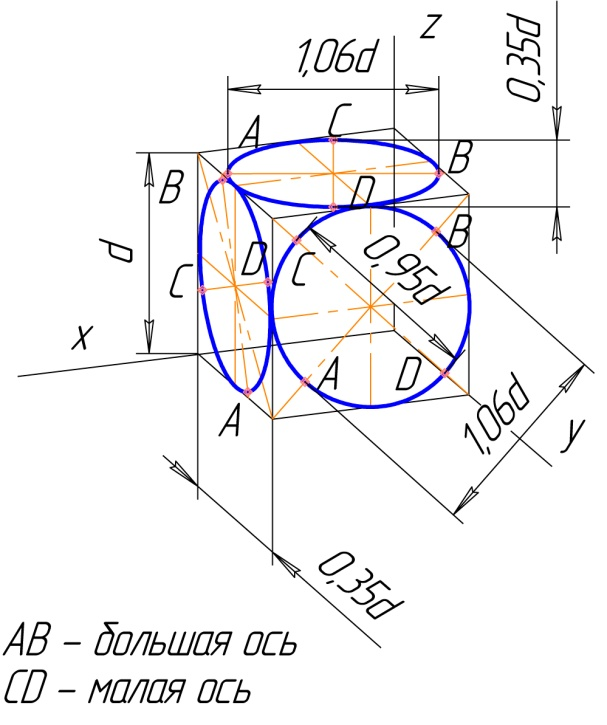 z
1,06d
0,35d
A
C
B
B
D
B
d
C
D
C
0,95d
x
A
D
A
1,06d
y
0,35d
AB – большая ось
CD – малая ось